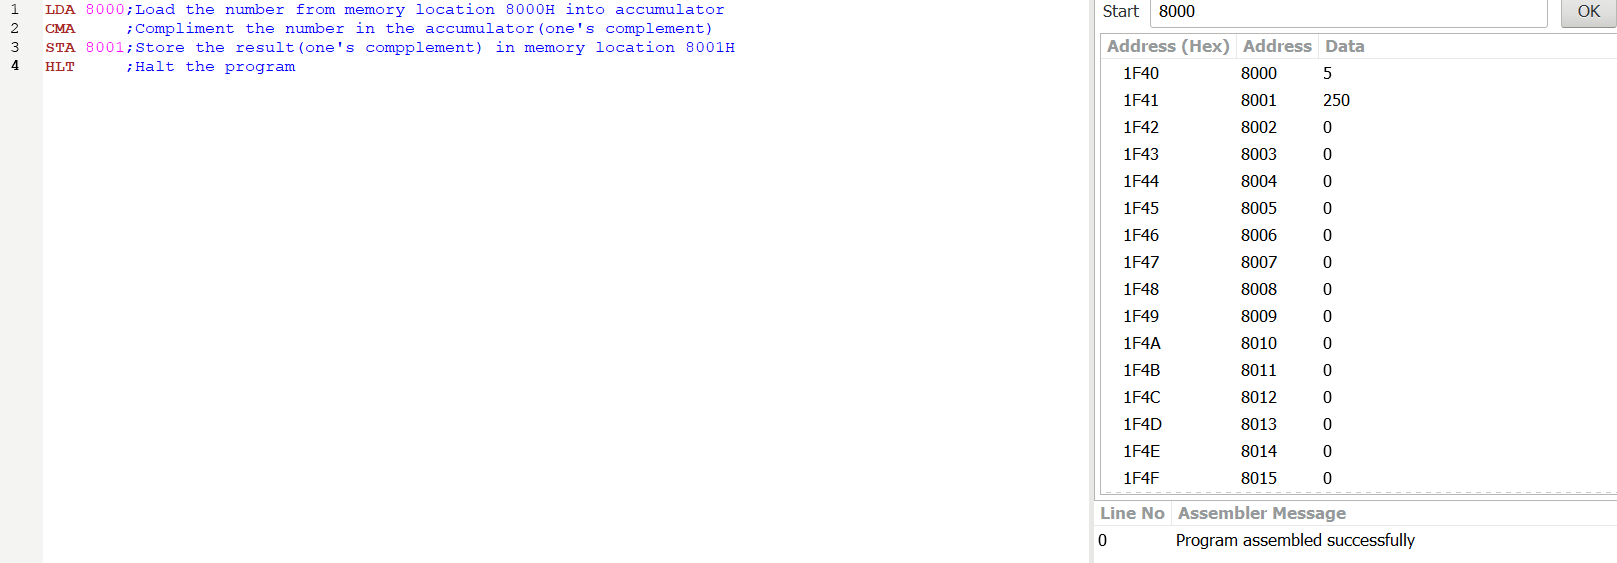 1 LDA 8000;Load the number from memory location 8000H into accumulator
2 CMA ;Compliment the number in the accumulator(one's complement)
3 STA 8001;Store the result(one's compplement) in memory location 8001H
4 HLT ;Halt the program
Start 8000 OK
Address (Hex) Address Data
1F40 8000 5
1F41 8001 250
1F42 8002 0
1F43 8003 0
1F44 8004 0
1F45 8005 0
1F46 8006 0
1F47 8007 0
1F48 8008 0
1F49 8009 0
1F4A 8010 0
1F4B 8011 0
1F4C 8012 0
1F4D 8013 0
1F4E 8014 0
1F4F 8015 0
Line No Assembler Message
0 Program assembled successfully